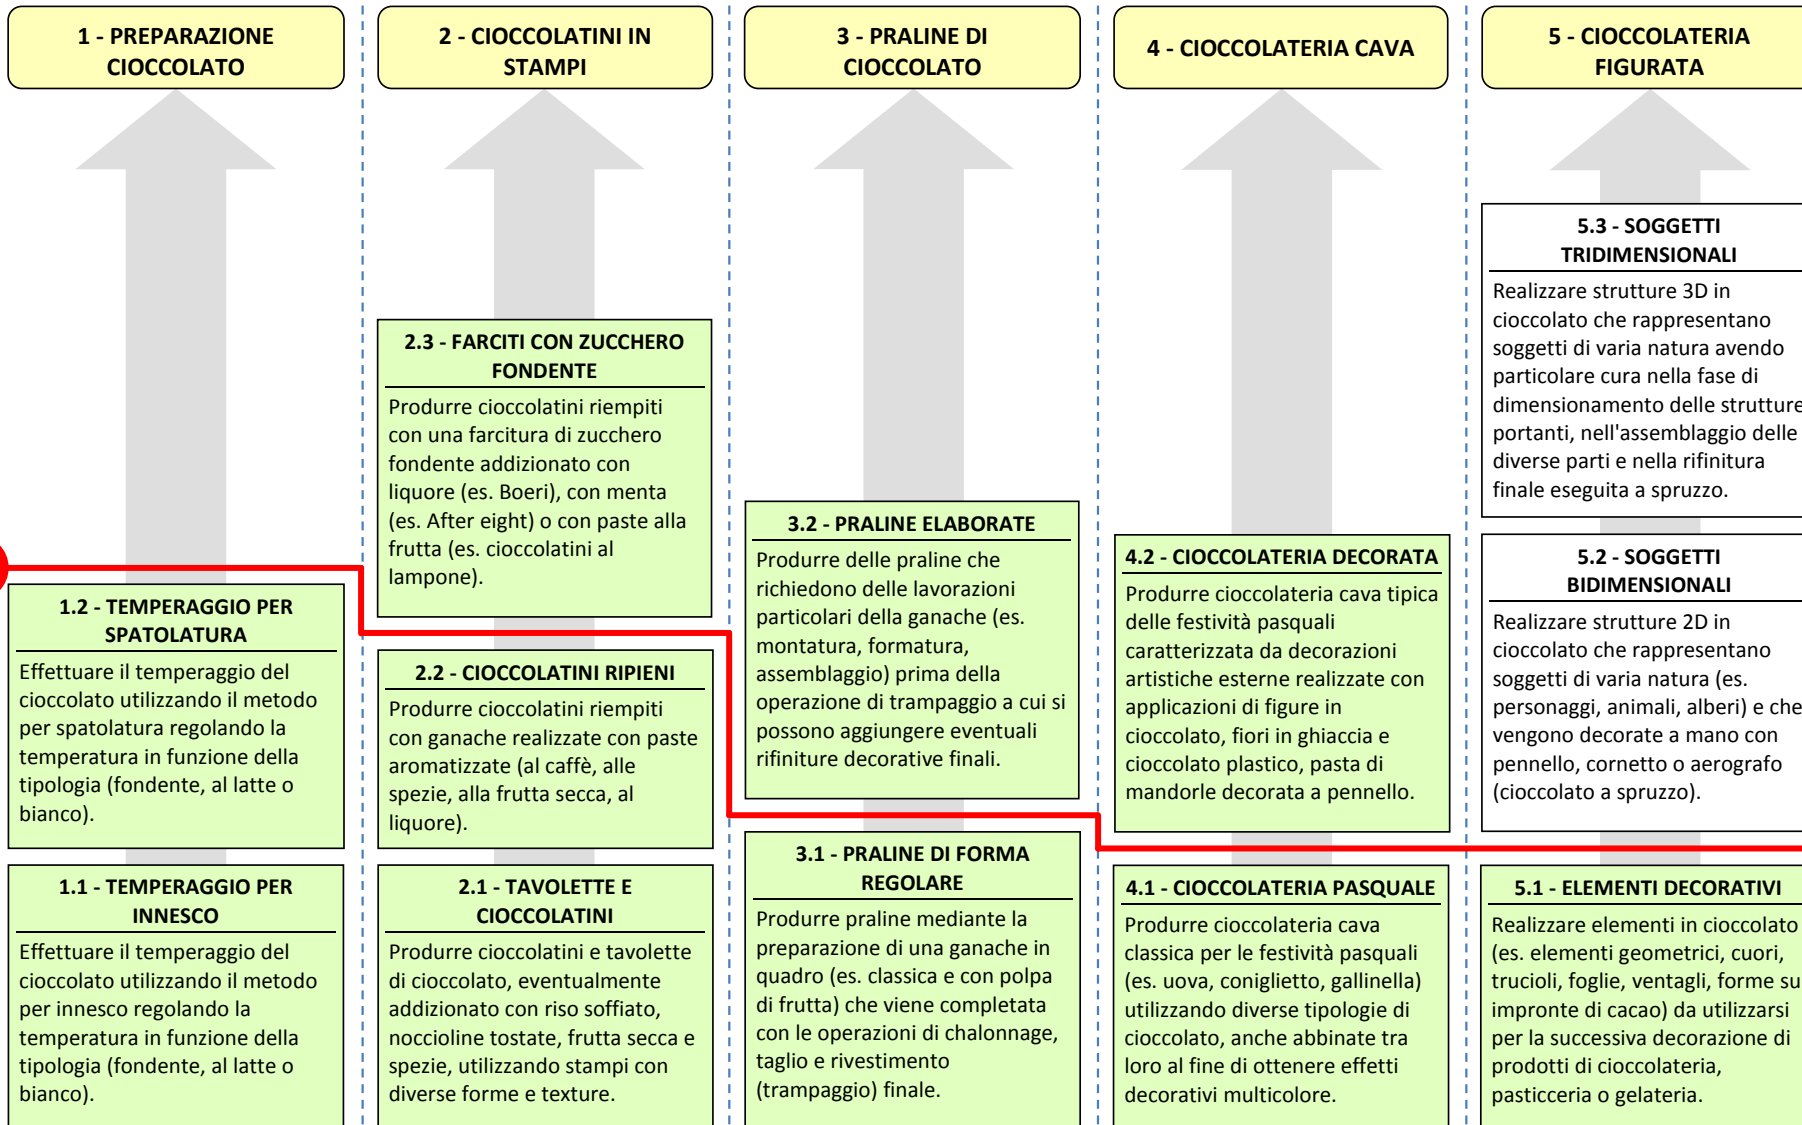 1 - PREPARAZIONE
CIOCCOLATO
1.2 - TEMPERAGGIO PER
SPATOLATURA
Effettuare il temperaggio del
cioccolato utilizzando il metodo
per spatolatura regolando la
temperatura in funzione della
tipologia (fondente, al latte o
bianco).
1.1 - TEMPERAGGIO PER
INNESCO
Effettuare il temperaggio del
cioccolato utilizzando il metodo
per innesco regolando la
temperatura in funzione della
tipologia (fondente, al latte o
bianco).
2 - CIOCCOLATINI IN
STAMPI
2.3 - FARCITI CON ZUCCHERO
FONDENTE
Produrre cioccolatini riempiti
con una farcitura di zucchero
fondente addizionato con
liquore (es. Boeri), con menta
(es. After eight) o con paste alla
frutta (es. cioccolatini al
lampone).
2.2 - CIOCCOLATINI RIPIENI
Produrre cioccolatini riempiti
con ganache realizzate con paste
aromatizzate (al caffè, alle
spezie, alla frutta secca, al
liquore).
2.1 - TAVOLETTE E
CIOCCOLATINI
Produrre cioccolatini e tavolette
di cioccolato, eventualmente
addizionato con riso soffiato,
noccioline tostate, frutta secca e
spezie, utilizzando stampi con
diverse forme e texture.
3 - PRALINE DI
CIOCCOLATO
3.2 - PRALINE ELABORATE
Produrre delle praline che
richiedono delle lavorazioni
particolari della ganache (es.
montatura, formatura,
assemblaggio) prima della
operazione di trampaggio a cui si
possono aggiungere eventuali
rifiniture decorative finali.
3.1 - PRALINE DI FORMA
REGOLARE
Produrre praline mediante la
preparazione di una ganache in
quadro (es. classica e con polpa
di frutta) che viene completata
con le operazioni di chalonnage,
taglio e rivestimento
(trampaggio) finale.
4 - CIOCCOLATERIA CAVA
4.2 - CIOCCOLATERIA DECORATA
Produrre cioccolateria cava tipica
delle festività pasquali
caratterizzata da decorazioni
artistiche esterne realizzate con
applicazioni di figure in
cioccolato, fiori in ghiaccia e
cioccolato plastico, pasta di
mandorle decorata a pennello.
4.1 - CIOCCOLATERIA PASQUALE
Produrre cioccolateria cava
classica per le festività pasquali
(es. uova, coniglietto, gallinella)
utilizzando diverse tipologie di
cioccolato, anche abbinate tra
loro al fine di ottenere effetti
decorativi multicolore.
5 - CIOCCOLATERIA
FIGURATA
5.3 - SOGGETTI
TRIDIMENSIONALI
Realizzare strutture 3D in
cioccolato che rappresentano
soggetti di varia natura avendo
particolare cura nella fase di
dimensionamento delle strutture
portanti, nell'assemblaggio delle
diverse parti e nella rifinitura
finale eseguita a spruzzo.
5.2 - SOGGETTI
BIDIMENSIONALI
Realizzare strutture 2D in
cioccolato che rappresentano
soggetti di varia natura (es.
personaggi, animali, alberi) e che
vengono decorate a mano con
pennello, cornetto o aerografo
(cioccolato a spruzzo).
5.1 - ELEMENTI DECORATIVI
Realizzare elementi in cioccolato
(es. elementi geometrici, cuori,
trucioli, foglie, ventagli, forme su
impronte di cacao) da utilizzarsi
per la successiva decorazione di
prodotti di cioccolateria,
pasticceria o gelateria.